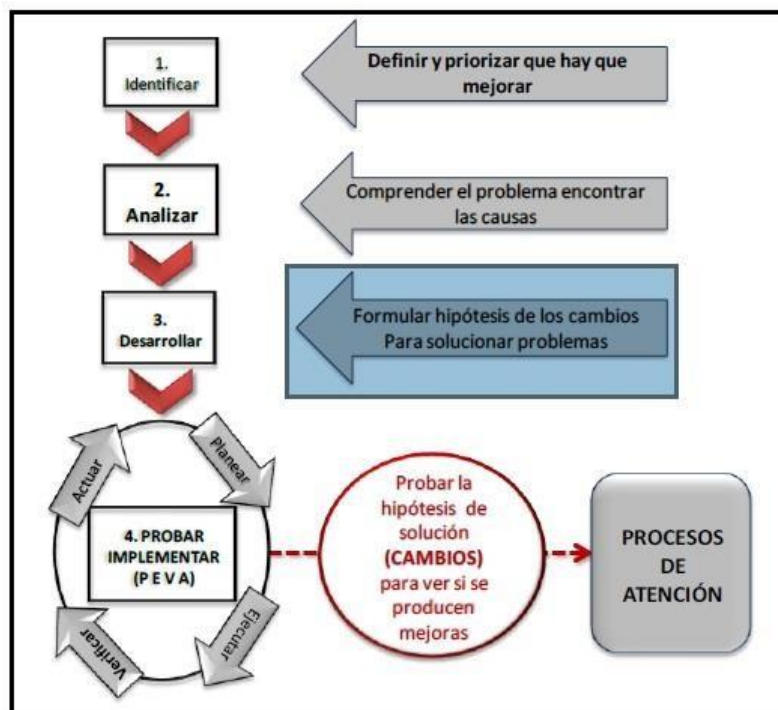 1.
Identificar
Definir y priorizar que hay que
mejorar
2.
Analizar
Comprender el problema encontrar
las causas
3.
Desarrollar
Formular hipótesis de los cambios
Para solucionar problemas
Actuar
Planear
4. PROBAR
IMPLEMENTAR
(P E V A)
Verificar
Ejecutar
Probar la
hipótesis de
solución
(CAMBIOS)
para ver si se
producen
mejoras
PROCESOS
DE
ATENCIÓN